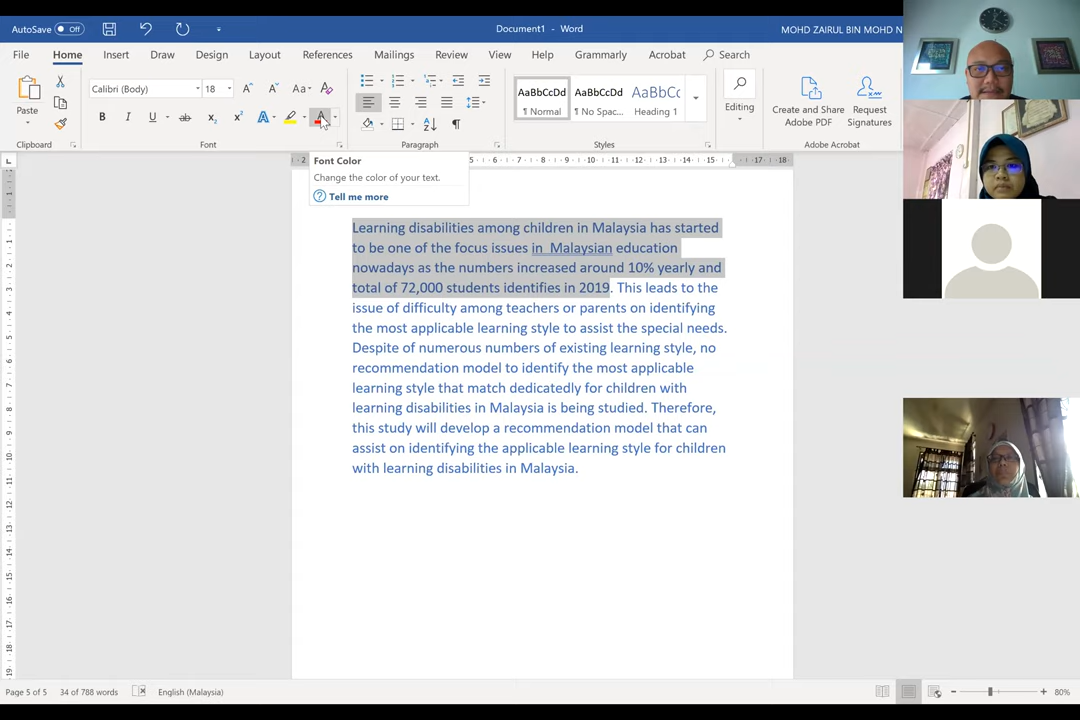 AutoSave Off
Document1 - Word
MOHD ZAIRUL BIN MOHD N
File Home Insert Draw Design Layout References Mailings Review View Help Grammarly Acrobat Search
Paste
Clipboard
Calibri (Body) 18
Font
Paragraph
AaBbCcDd AaBbCcDd AaBbCc
¶ Normal ¶ No Spac... Heading 1
Styles
Editing
Create and Share
Adobe PDF
Request
Signatures
Adobe Acrobat
Font Color
Change the color of your text.
Tell me more
Learning disabilities among children in Malaysia has started
to be one of the focus issues in  Malaysian education
nowadays as the numbers increased around 10% yearly and
total of 72,000 students identifies in 2019. This leads to the
issue of difficulty among teachers or parents on identifying
the most applicable learning style to assist the special needs.
Despite of numerous numbers of existing learning style, no
recommendation model to identify the most applicable
learning style that match dedicatedly for children with
learning disabilities in Malaysia is being studied. Therefore,
this study will develop a recommendation model that can
assist on identifying the applicable learning style for children
with learning disabilities in Malaysia.
Page 5 of 5 34 of 788 words English (Malaysia) 80%